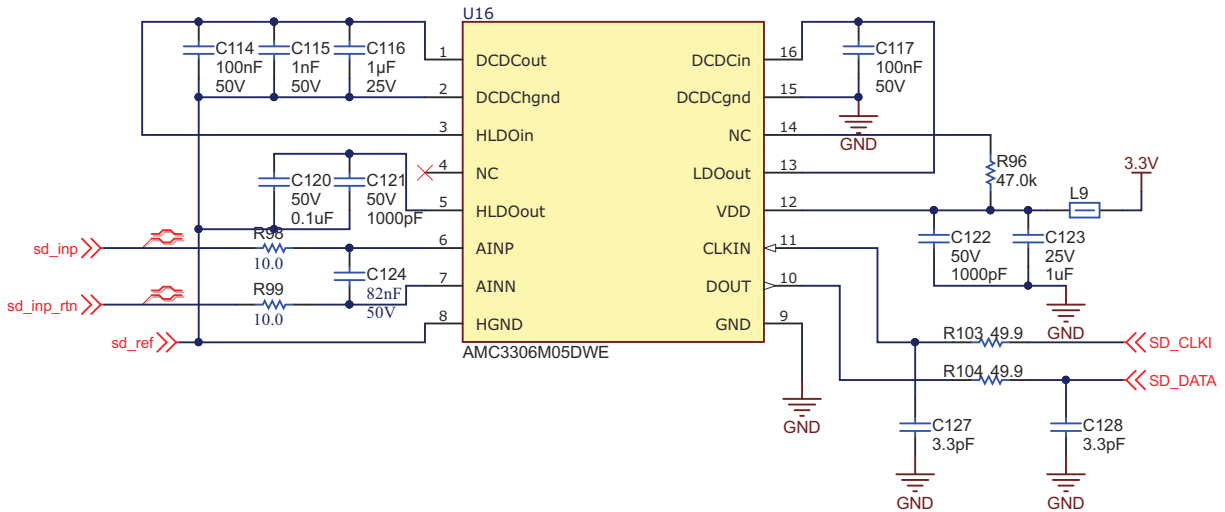 U16
C114
100nF
50V
C115
1nF
50V
C116
1µF
25V
1
DCDCout
2
DCDChgnd
3
HLDOin
4
NC
5
HLDOout
6
AINP
7
AINN
8
HGND
DCDCin
16
DCDCgnd
15
NC
14
LDOout
13
VDD
12
CLKIN
11
DOUT
10
GND
9
AMC3306M05DWE
C117
100nF
50V
GND
R96
47.0k
3.3V
L9
C120
50V
0.1uF
C121
50V
1000pF
C122
50V
1000pF
C123
25V
1uF
GND
sd_inp
R98
10.0
C124
82nF
50V
sd_inp_rtn
R99
10.0
sd_ref
R103 49.9
SD_CLKI
R104 49.9
SD_DATA
GND
C127
3.3pF
GND
C128
3.3pF
GND